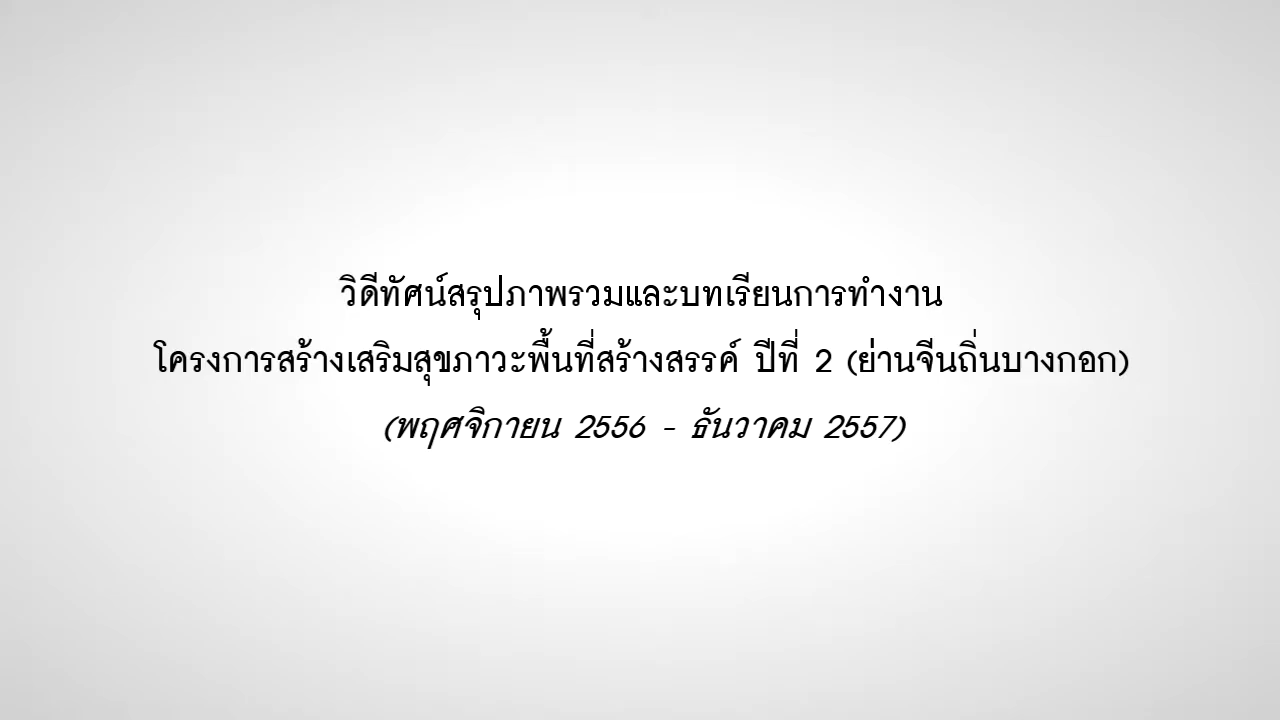 วิดีทัศน์สรุปภาพรวมและบทเรียนการทำงาน
โครงการสร้างเสริมสุขภาวะพื้นที่สร้างสรรค์ ปีที่ 2 (ย่านจีนถิ่นบางกอก)
(พฤศจิกายน 2556 - ธันวาคม 2557)